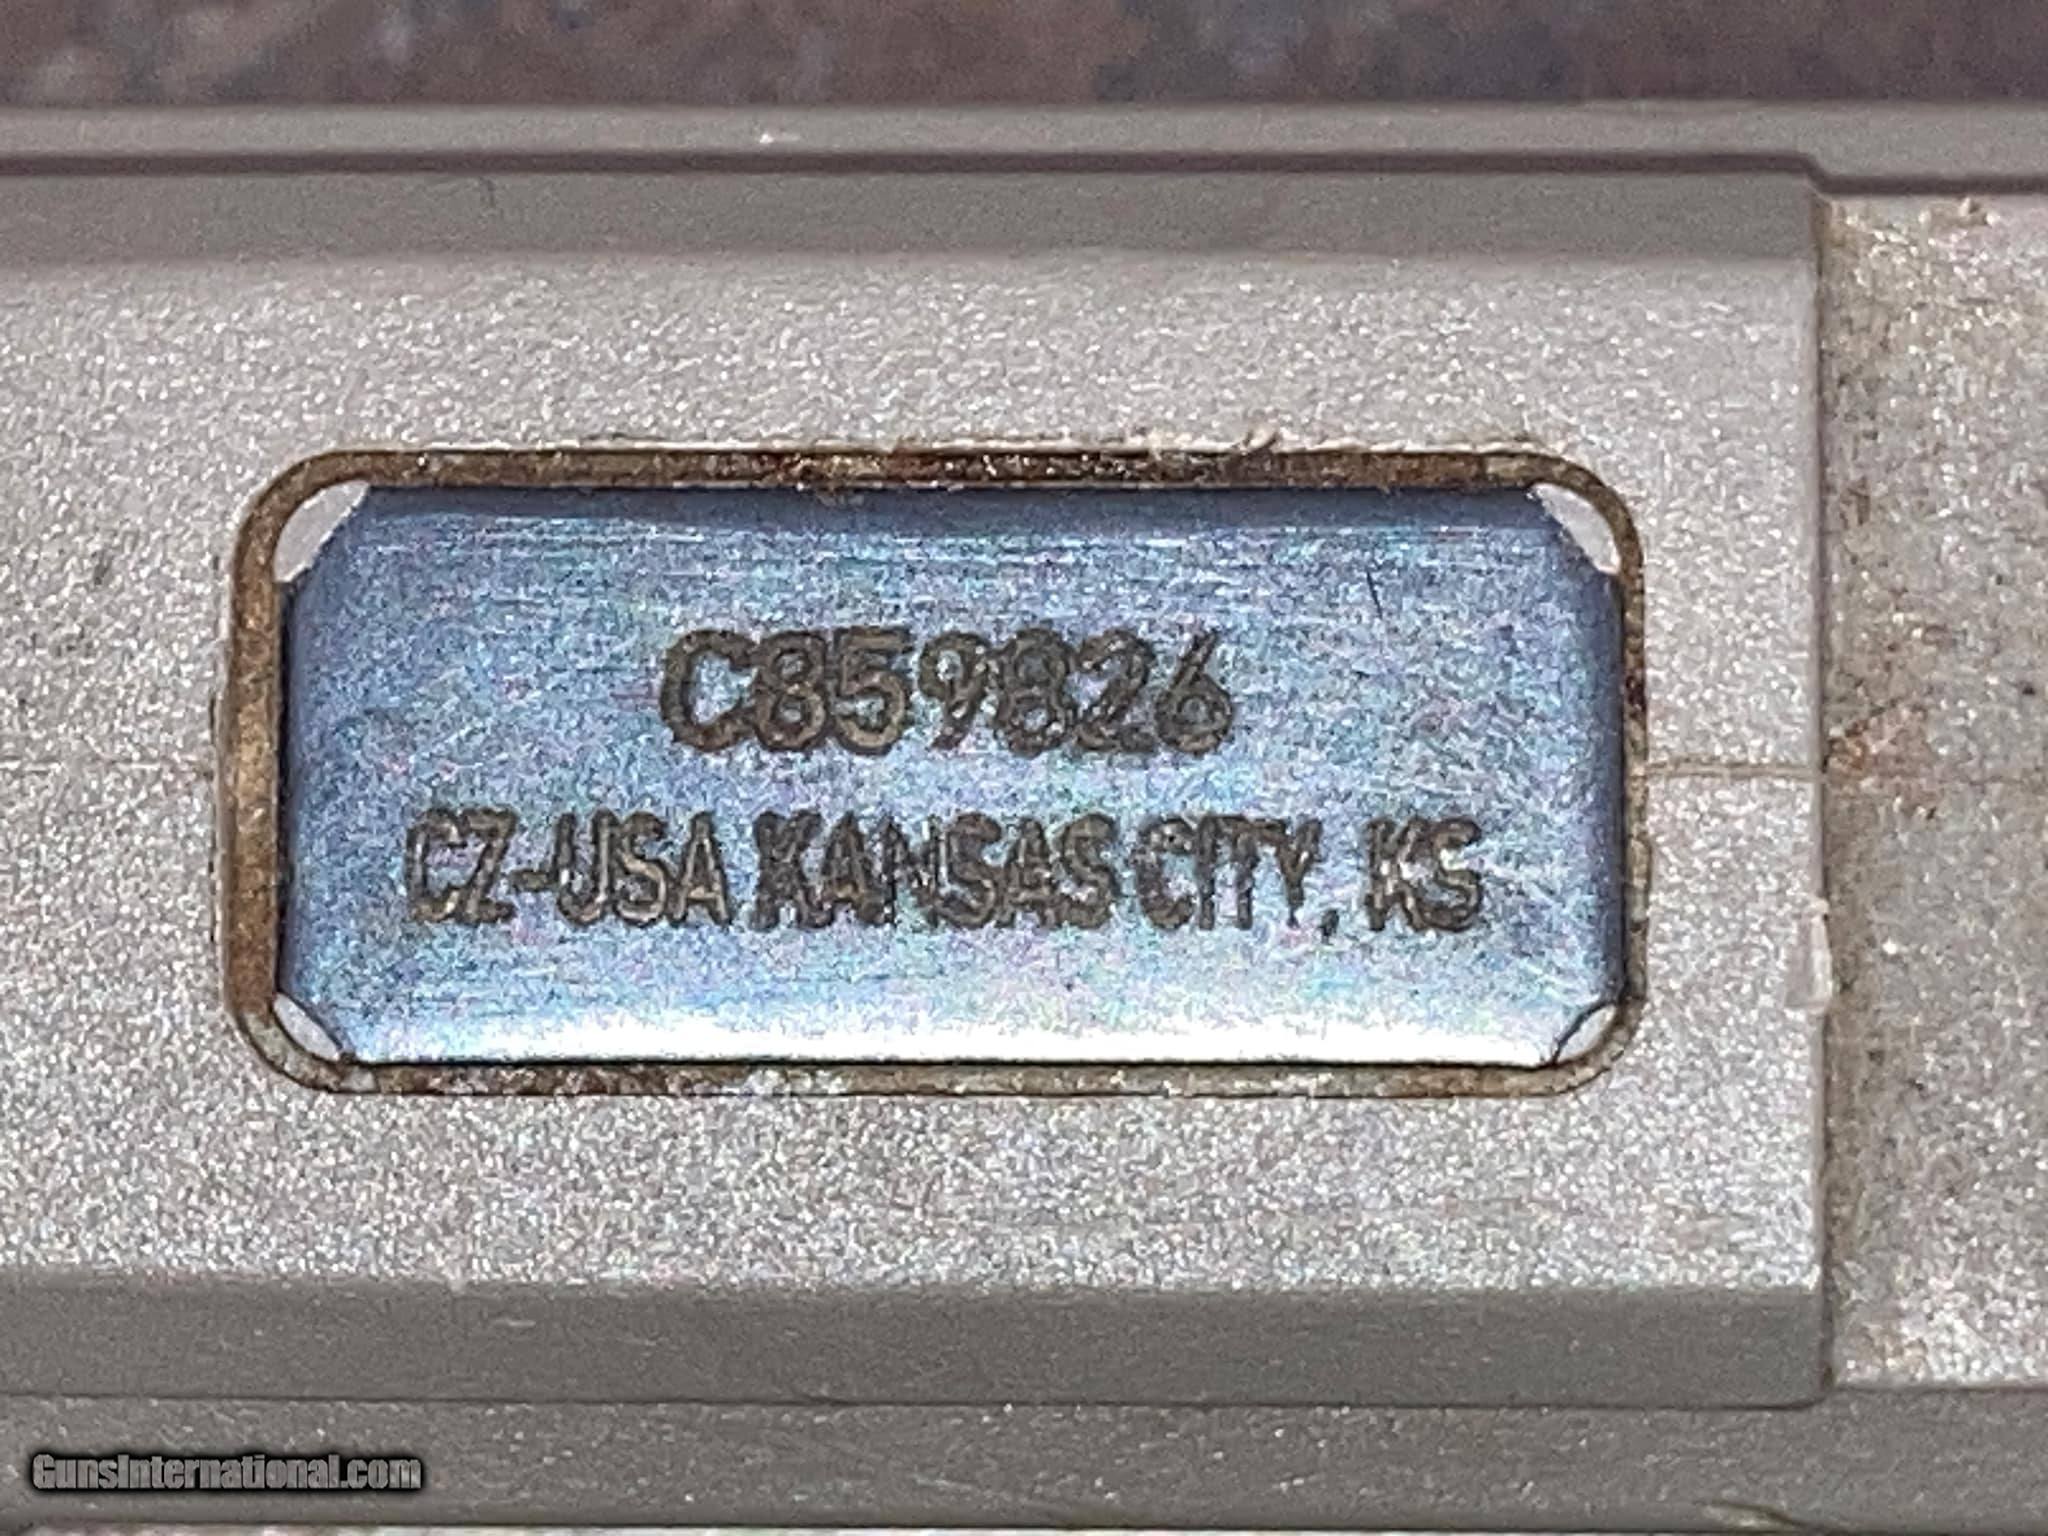 C859826
CZ-USA KANSAS CITY, KS
GunsInternational.com